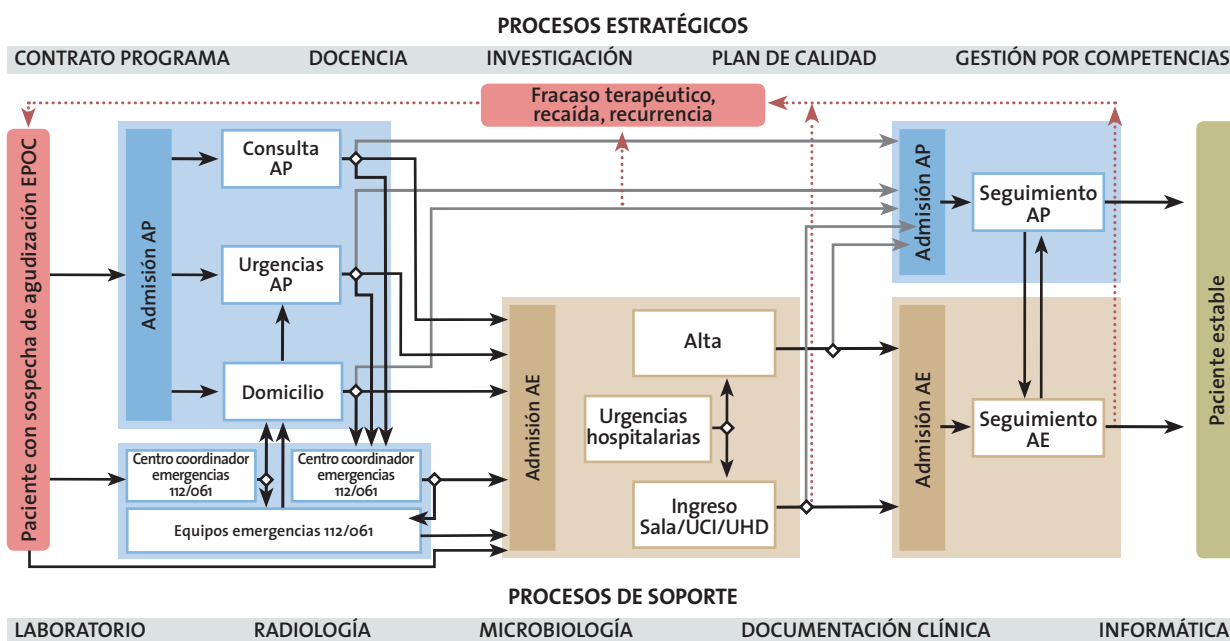 PROCESOS ESTRATÉGICOS
CONTRATO PROGRAMA DOCENCIA INVESTIGACIÓN PLAN DE CALIDAD GESTIÓN POR COMPETENCIAS
Fracaso terapéutico,
recaída, recurrencia
Paciente con sospecha de agudización EPOC
Admisión AP
Consulta
AP
Urgencias
AP
Domicilio
Centro coordinador
emergencias
112/061
Centro coordinador
emergencias
112/061
Equipos emergencias 112/061
Admisión AE
Alta
Urgencias
hospitalarias
Ingreso
Sala/UCI/UHD
Admisión AP
Seguimiento
AP
Admisión AE
Seguimiento
AE
Paciente estable
PROCESOS DE SOPORTE
LABORATORIO RADIOLOGÍA MICROBIOLOGÍA DOCUMENTACIÓN CLÍNICA INFORMÁTICA